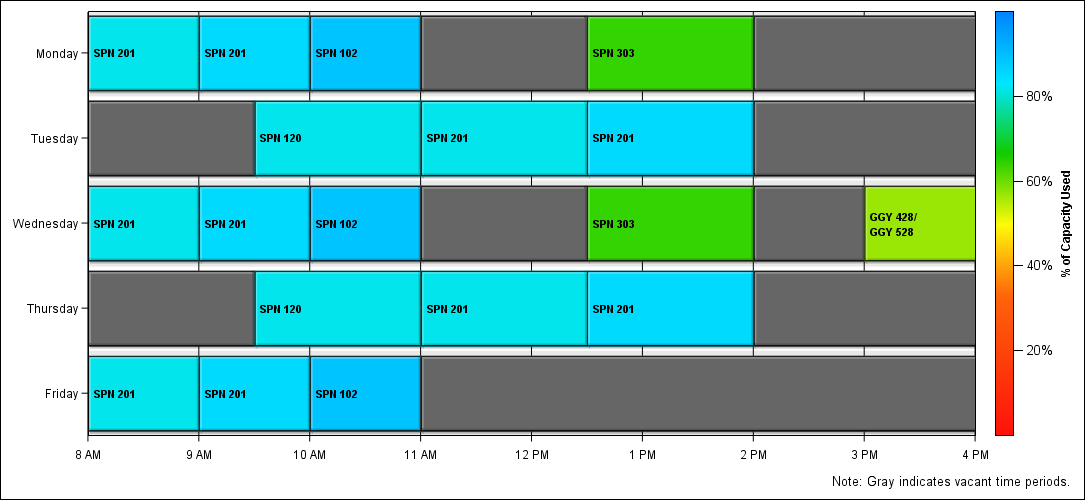 Monday
SPN 201
SPN 201
SPN 102
SPN 303
Tuesday
SPN 120
SPN 201
SPN 201
Wednesday
SPN 201
SPN 201
SPN 102
SPN 303
GGY 428/
GGY 528
Thursday
SPN 120
SPN 201
SPN 201
Friday
SPN 201
SPN 201
SPN 102
8 AM
9 AM
10 AM
11 AM
12 PM
1 PM
2 PM
3 PM
4 PM
80%
60%
40%
20%
% of Capacity Used
Note: Gray indicates vacant time periods.